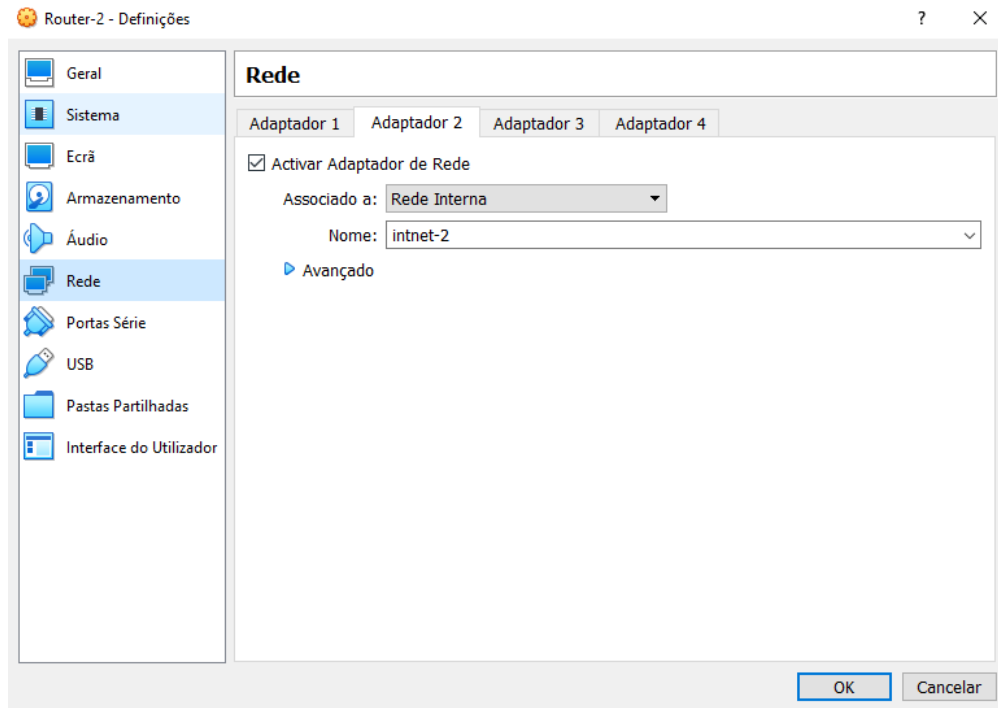 Router-2 - Definições
?
Geral
Sistema
Ecrã
Armazenamento
Áudio
Rede
Portas Série
USB
Pastas Partilhadas
Interface do Utilizador
Rede
Adaptador 1 Adaptador 2 Adaptador 3 Adaptador 4
Activar Adaptador de Rede
Associado a: Rede Interna
Nome: intnet-2
Avançado
OK Cancelar